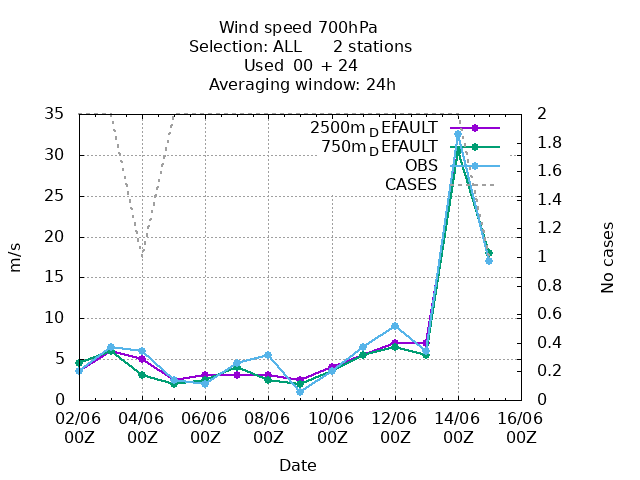 Wind speed 700hPa
Selection: ALL 2 stations
Used 00 + 24
Averaging window: 24h
35
30
25
20
15
10
5
0
m/s
2500m_DEFAULT
750m_DEFAULT
OBS
CASES
2
1.8
1.6
1.4
1.2
1
0.8
0.6
0.4
0.2
0
No cases
02/06 04/06 06/06 08/06 10/06 12/06 14/06 16/06
00Z 00Z 00Z 00Z 00Z 00Z 00Z 00Z
Date